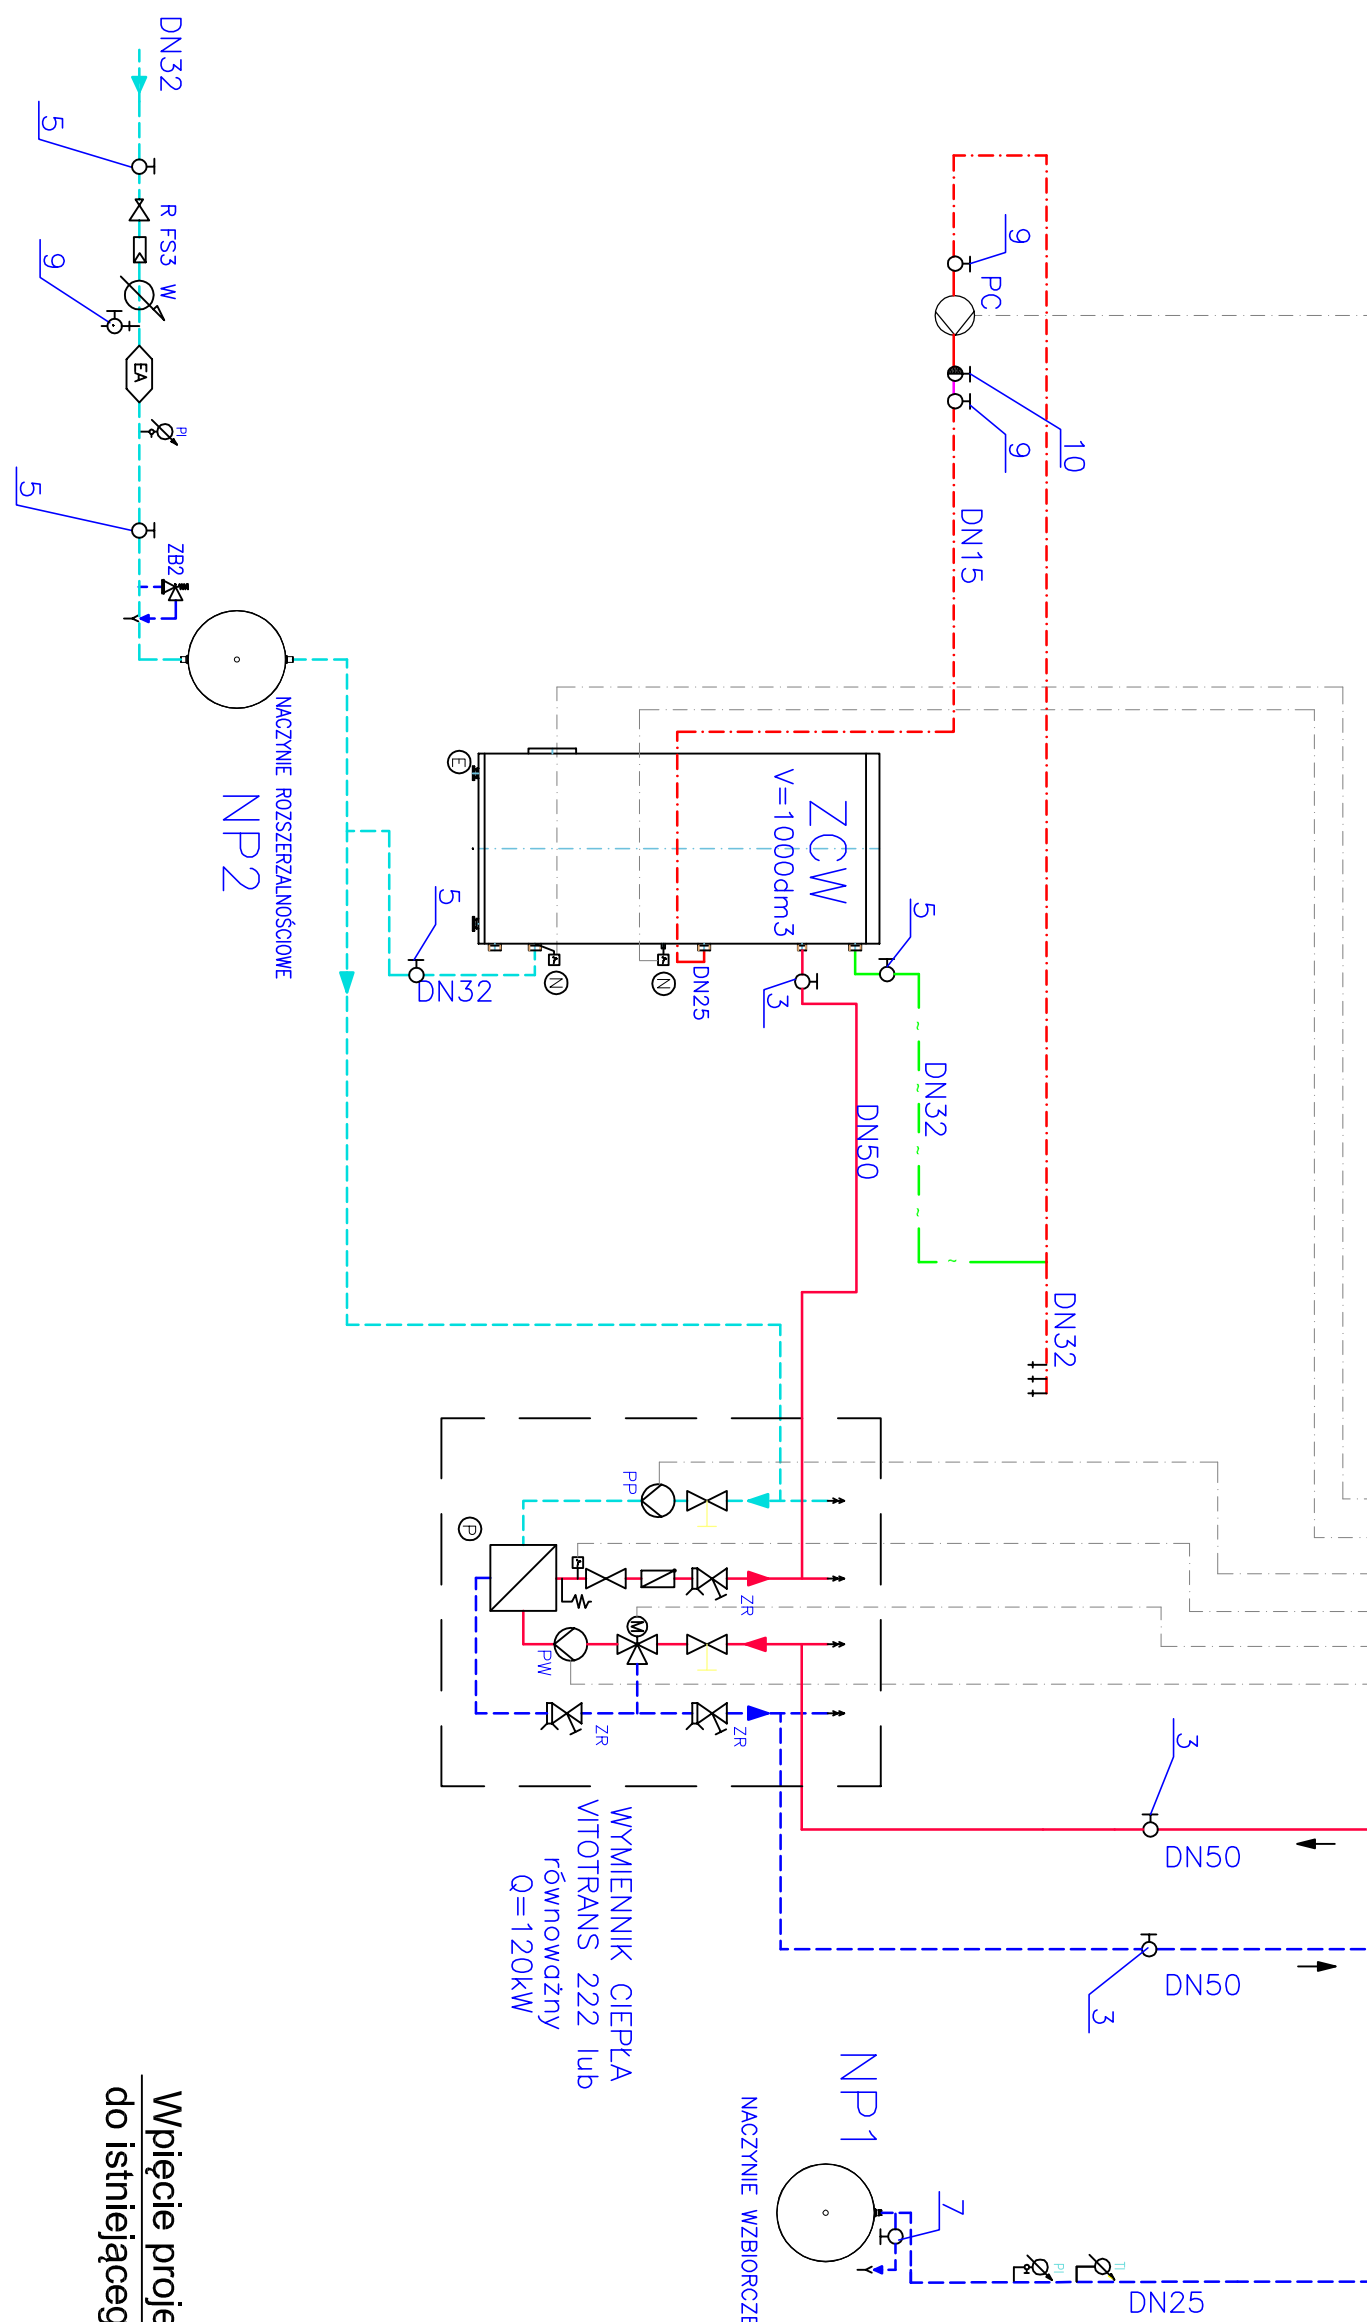 DN32
5
R FS3 W
9
EA
PI
5
ZB2
NACZYNIE ROZSZERZALNOŚCIOWE
NP2
9
PC
10
9
DN15
E
ZCW
V=1000dm3
5
DN32
N
N
DN25
3
5
DN32
DN50
DN32
PP
P
ZR
M
PW
ZR
ZR
WYMIENNIK CIEPŁA
VITOTRANS 222 lub
równoważny
Q=120kW
3
DN50
DN50
3
NP1
NACZYNIE WZBIORCZE
7
PI
TI
DN25
Wpięcie proje
do istniejąceg